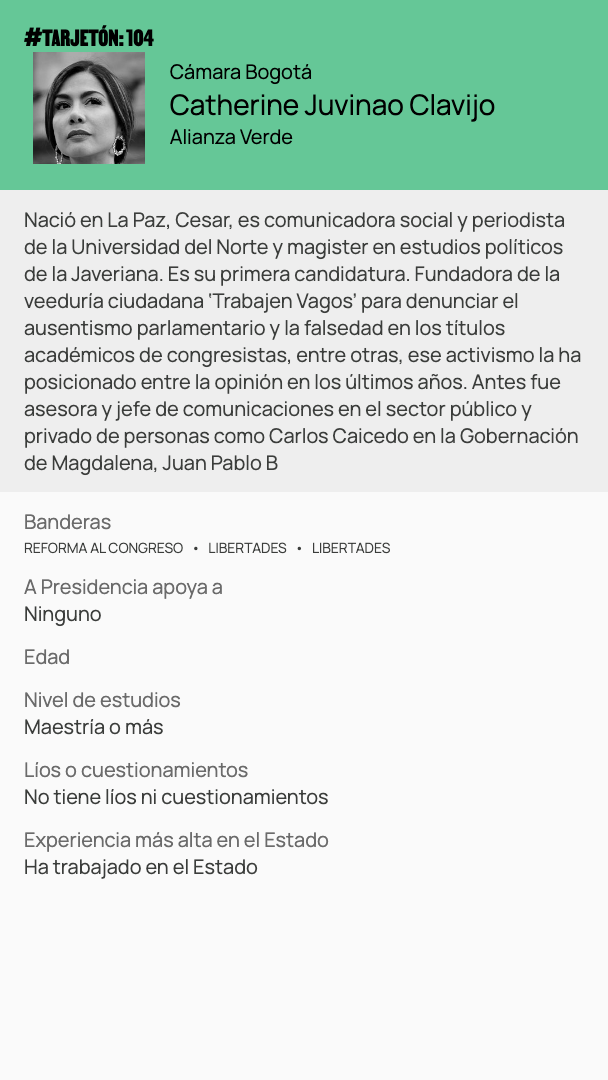 #TARJETÓN: 104
Cámara Bogotá
Catherine Juvinao Clavijo
Alianza Verde
Nació en La Paz, Cesar, es comunicadora social y periodista
de la Universidad del Norte y magister en estudios políticos
de la Javeriana. Es su primera candidatura. Fundadora de la
veeduría ciudadana ‘Trabajen Vagos’ para denunciar el
ausentismo parlamentario y la falsedad en los títulos
académicos de congresistas, entre otras, ese activismo la ha
posicionado entre la opinión en los últimos años. Antes fue
asesora y jefe de comunicaciones en el sector público y
privado de personas como Carlos Caicedo en la Gobernación
de Magdalena, Juan Pablo B
Banderas
REFORMA AL CONGRESO • LIBERTADES • LIBERTADES
A Presidencia apoya a
Ninguno
Edad
Nivel de estudios
Maestría o más
Líos o cuestionamientos
No tiene líos ni cuestionamientos
Experiencia más alta en el Estado
Ha trabajado en el Estado